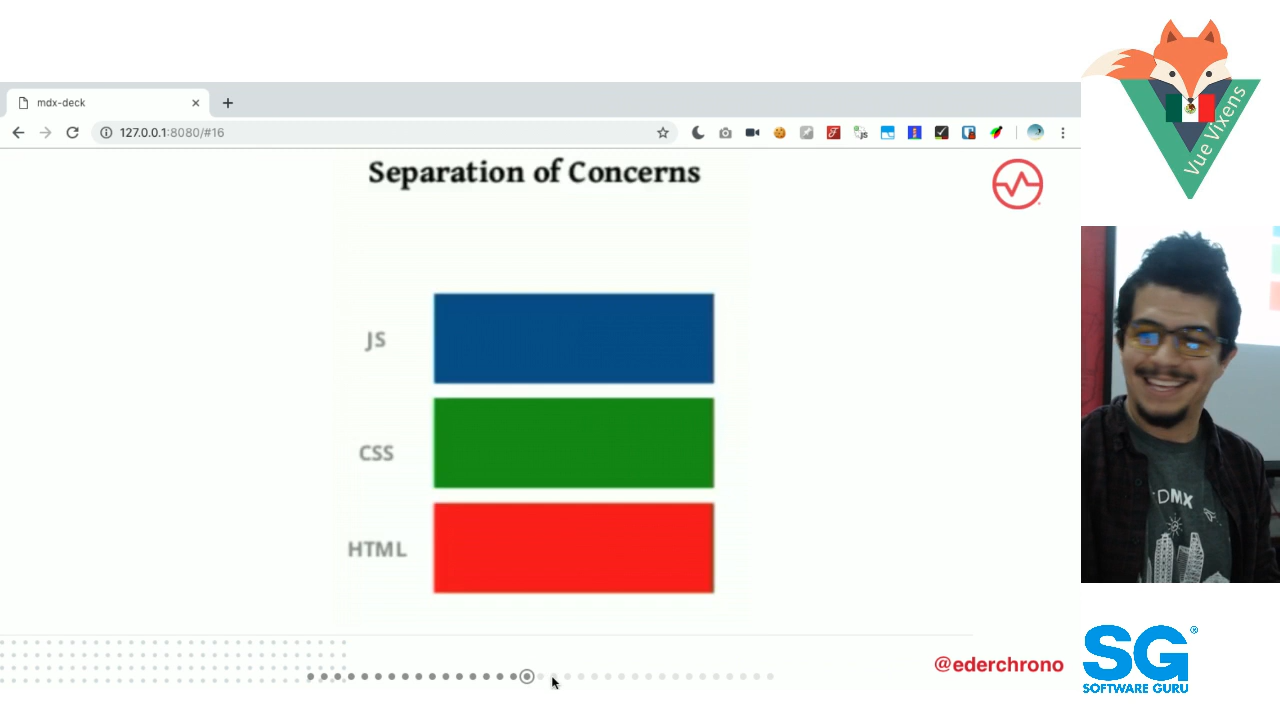 mdx-deck
127.0.0.1:8080/#16
Separation of Concerns
JS
CSS
HTML
@ederchrono
Vue Vixens
DMX
SG®
SOFTWARE GURU